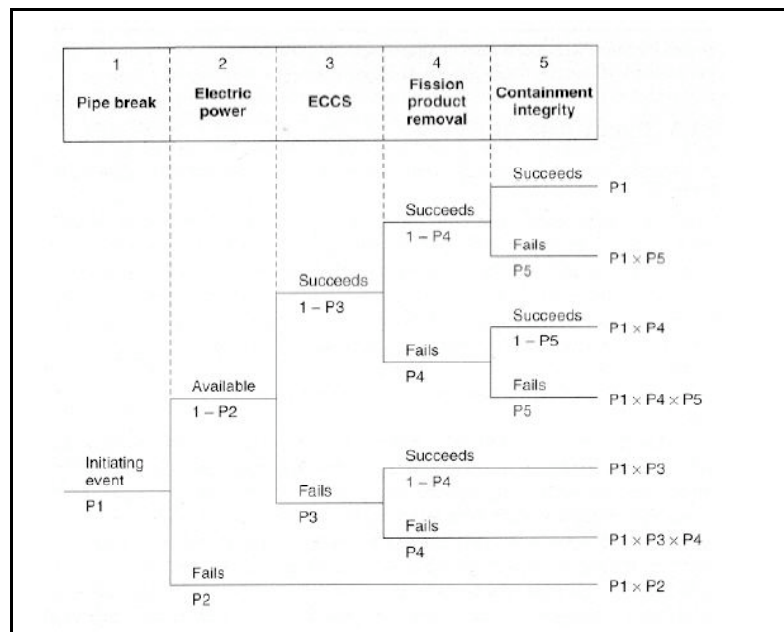 1
Pipe break
2
Electric
power
3
ECCS
4
Fission
product
removal
5
Containment
integrity
Succeeds
P1
Succeeds
1 – P4
Fails
P5
P1 × P5
Succeeds
1 – P3
Succeeds
1 – P5
P1 × P4
Fails
P4
Fails
P5
P1 × P4 × P5
Available
1 – P2
Initiating
event
P1
Succeeds
1 – P4
P1 × P3
Fails
P3
Fails
P4
P1 × P3 × P4
Fails
P2
P1 × P2